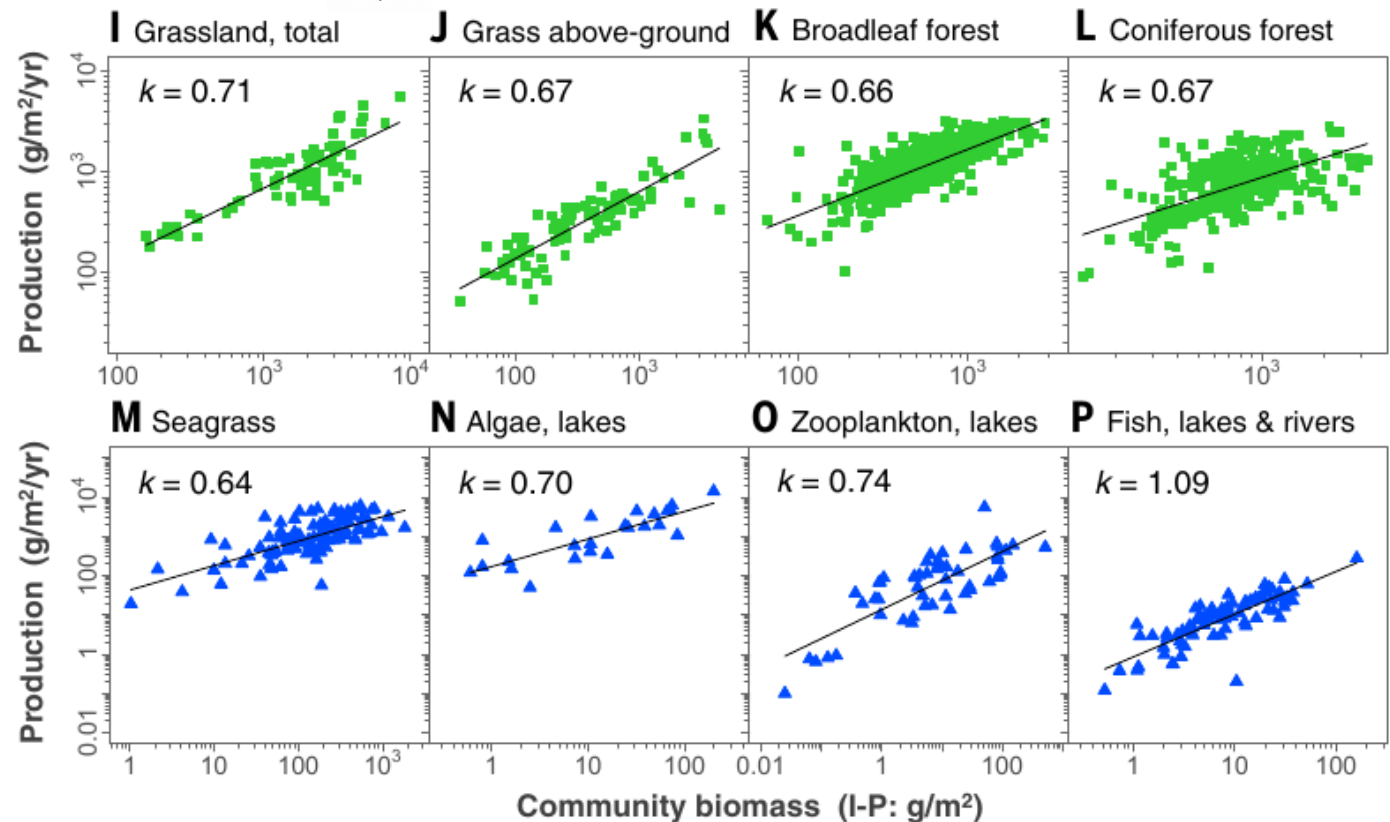 I Grassland, total
J Grass above-ground
K Broadleaf forest
L Coniferous forest
k = 0.71
k = 0.67
k = 0.66
k = 0.67
Production (g/m²/yr)
10⁴
10³
100
100 10³ 10⁴
100 10³
100 10³
10³
M Seagrass
N Algae, lakes
O Zooplankton, lakes
P Fish, lakes & rivers
k = 0.64
k = 0.70
k = 0.74
k = 1.09
Production (g/m²/yr)
10⁴
100
1
0.01
1 10 100 10³
1 10 100
0.01 1 100
1 10 100
Community biomass (I-P: g/m²)